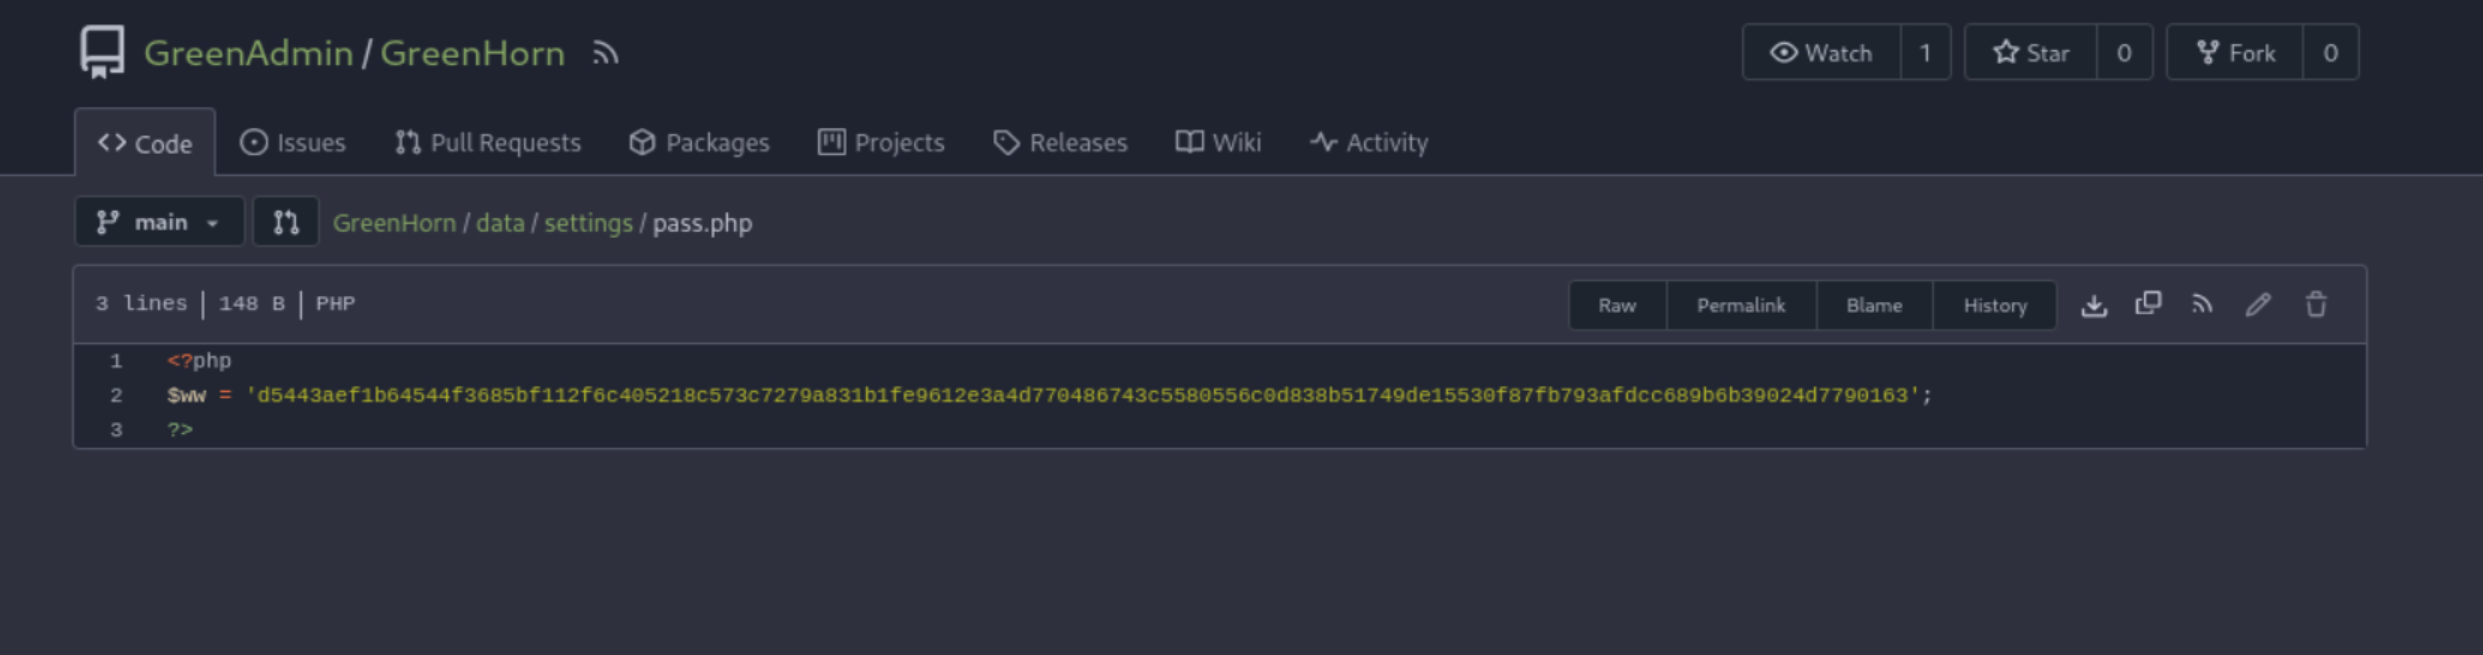 GreenAdmin / GreenHorn
Watch 1 Star 0 Fork 0
Code Issues Pull Requests Packages Projects Releases Wiki Activity
main GreenHorn / data / settings / pass.php
3 lines | 148 B | PHP Raw Permalink Blame History
1 <?php
2 $ww = 'd5443aef1b64544f3685bf112f6c405218c573c7279a831b1fe9612e3a4d770486743c5580556c0d838b51749de15530f87fb793afdcc689b6b39024d7790163';
3 ?>